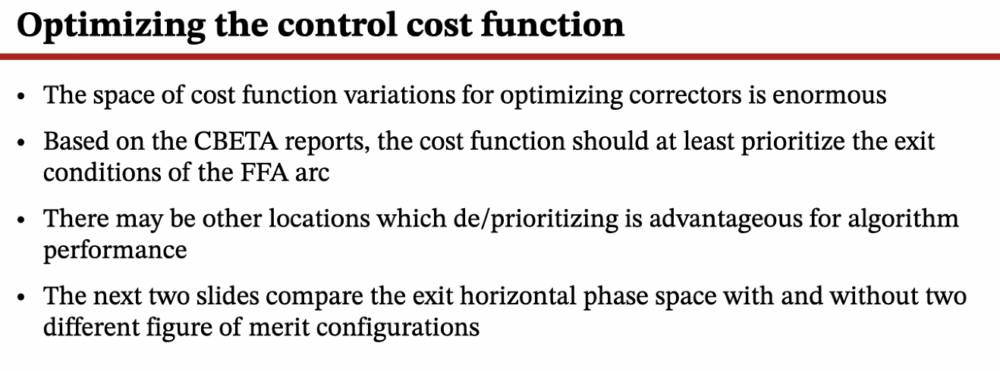 Optimizing the control cost function
• The space of cost function variations for optimizing correctors is enormous
• Based on the CBETA reports, the cost function should at least prioritize the exit
conditions of the FFA arc
• There may be other locations which de/prioritizing is advantageous for algorithm
performance
• The next two slides compare the exit horizontal phase space with and without two
different figure of merit configurations